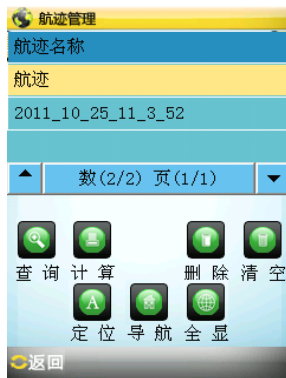 航迹管理
航迹名称
航迹
2011_10_25_11_3_52
数(2/2) 页(1/1)
查询 计算 删除 清空
A
定位 导航 全显
返回